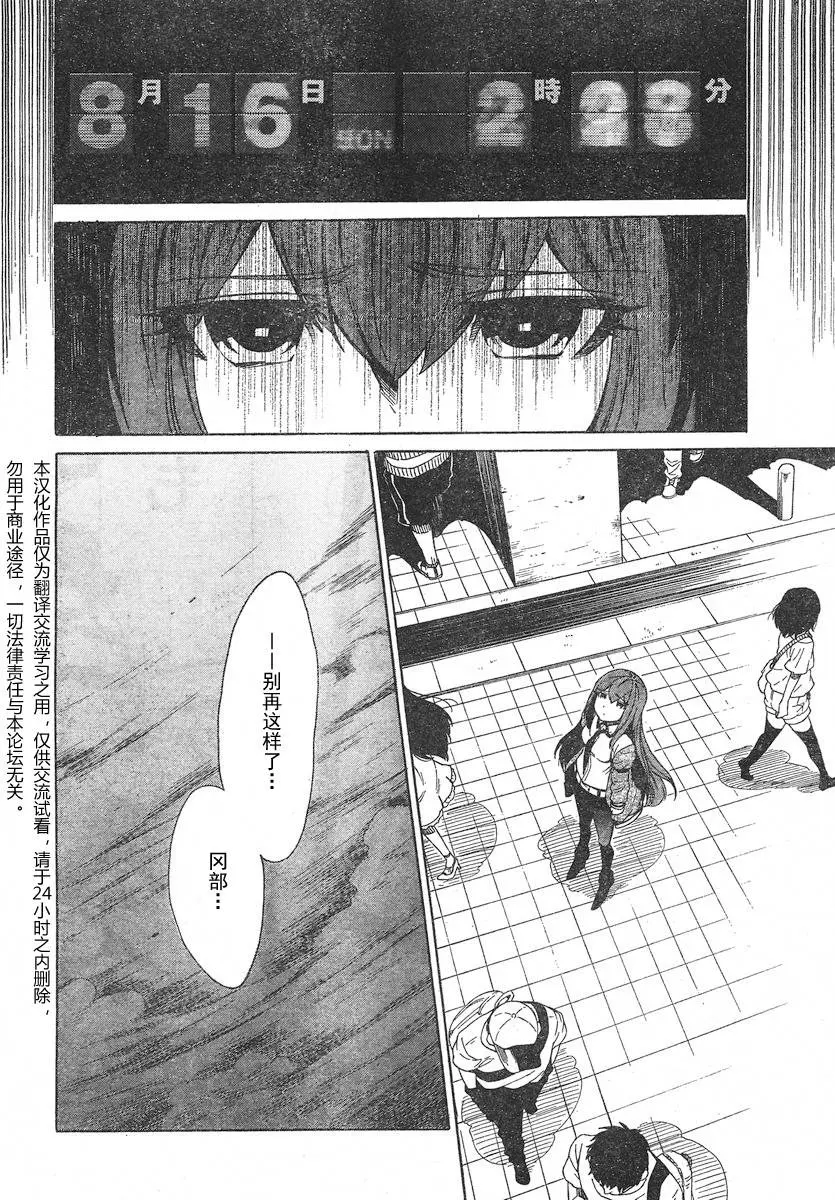 8月16日 SUN 2時28分
——别再这样了…
冈部…
本汉化作品仅为翻译交流学习之用，仅供交流试看，请于24小时之内删除，
勿用于商业途径，一切法律责任与本论坛无关。